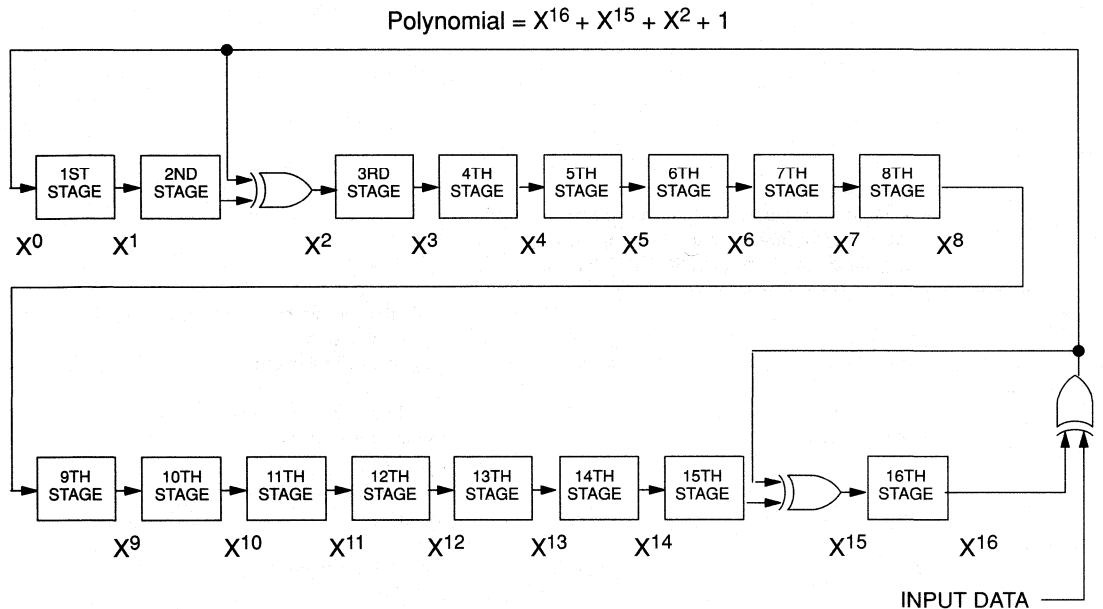 Polynomial = X16 + X15 + X2 + 1
1ST STAGE
2ND STAGE
3RD STAGE
4TH STAGE
5TH STAGE
6TH STAGE
7TH STAGE
8TH STAGE
X0
X1
X2
X3
X4
X5
X6
X7
X8
9TH STAGE
10TH STAGE
11TH STAGE
12TH STAGE
13TH STAGE
14TH STAGE
15TH STAGE
16TH STAGE
X9
X10
X11
X12
X13
X14
X15
X16
INPUT DATA